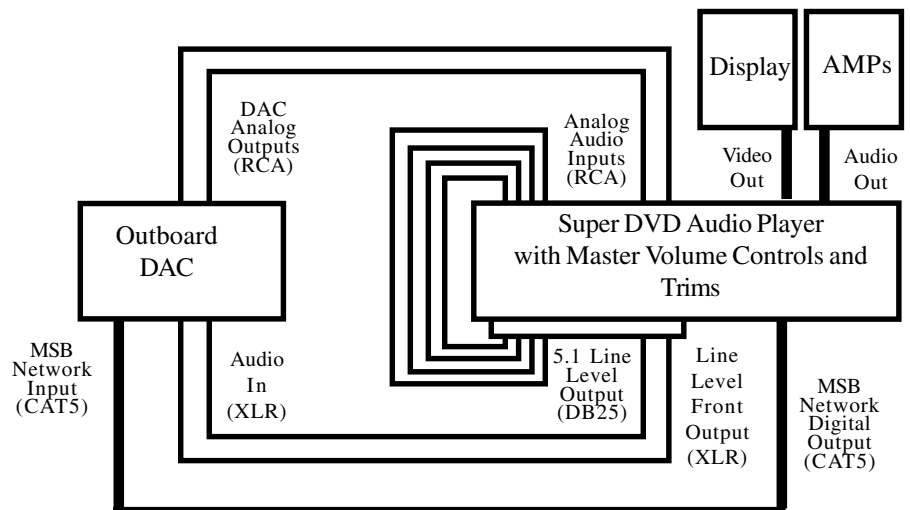 Display
AMPs
DAC
Analog
Outputs
(RCA)
Analog
Audio
Inputs
(RCA)
Video
Out
Audio
Out
Outboard
DAC
Super DVD Audio Player
with Master Volume Controls and
Trims
MSB
Network
Input
(CAT5)
Audio
In
(XLR)
5.1 Line
Level
Output
(DB25)
Line
Level
Front
Output
(XLR)
MSB
Network
Digital
Output
(CAT5)